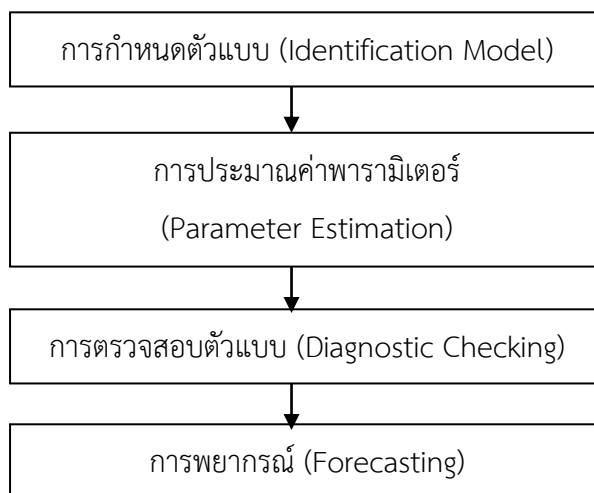 การกำหนดตัวแบบ (Identification Model)
การประมาณค่าพารามิเตอร์
(Parameter Estimation)
การตรวจสอบตัวแบบ (Diagnostic Checking)
การพยากรณ์ (Forecasting)